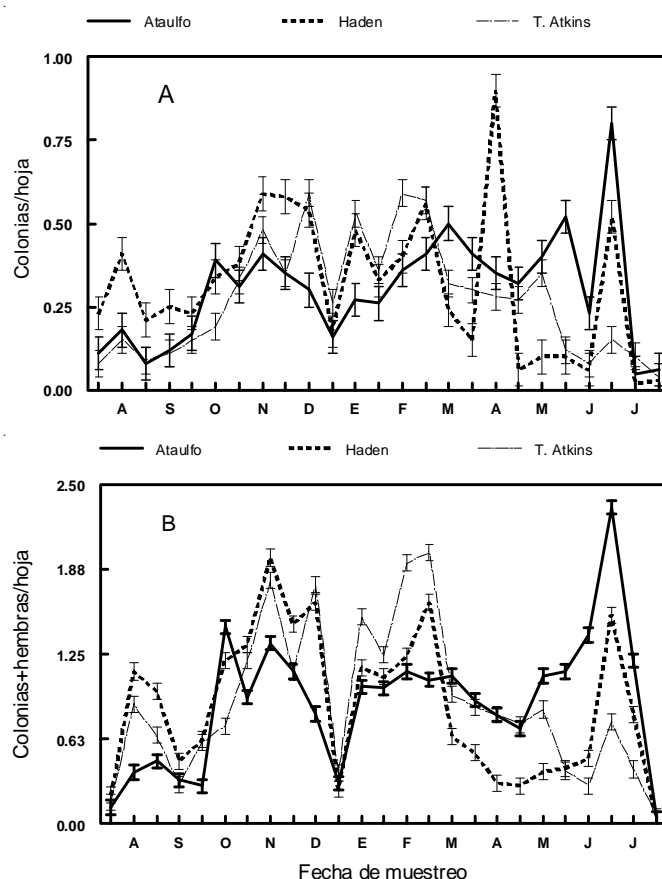 Ataulfo Haden T. Atkins
A
1.00
0.75
0.50
0.25
0.00
Colonias/hoja
A S O N D E F M A M J J
Ataulfo Haden T. Atkins
B
2.50
1.88
1.25
0.63
0.00
Colonias+hembras/hoja
A S O N D E F M A M J J
Fecha de muestreo